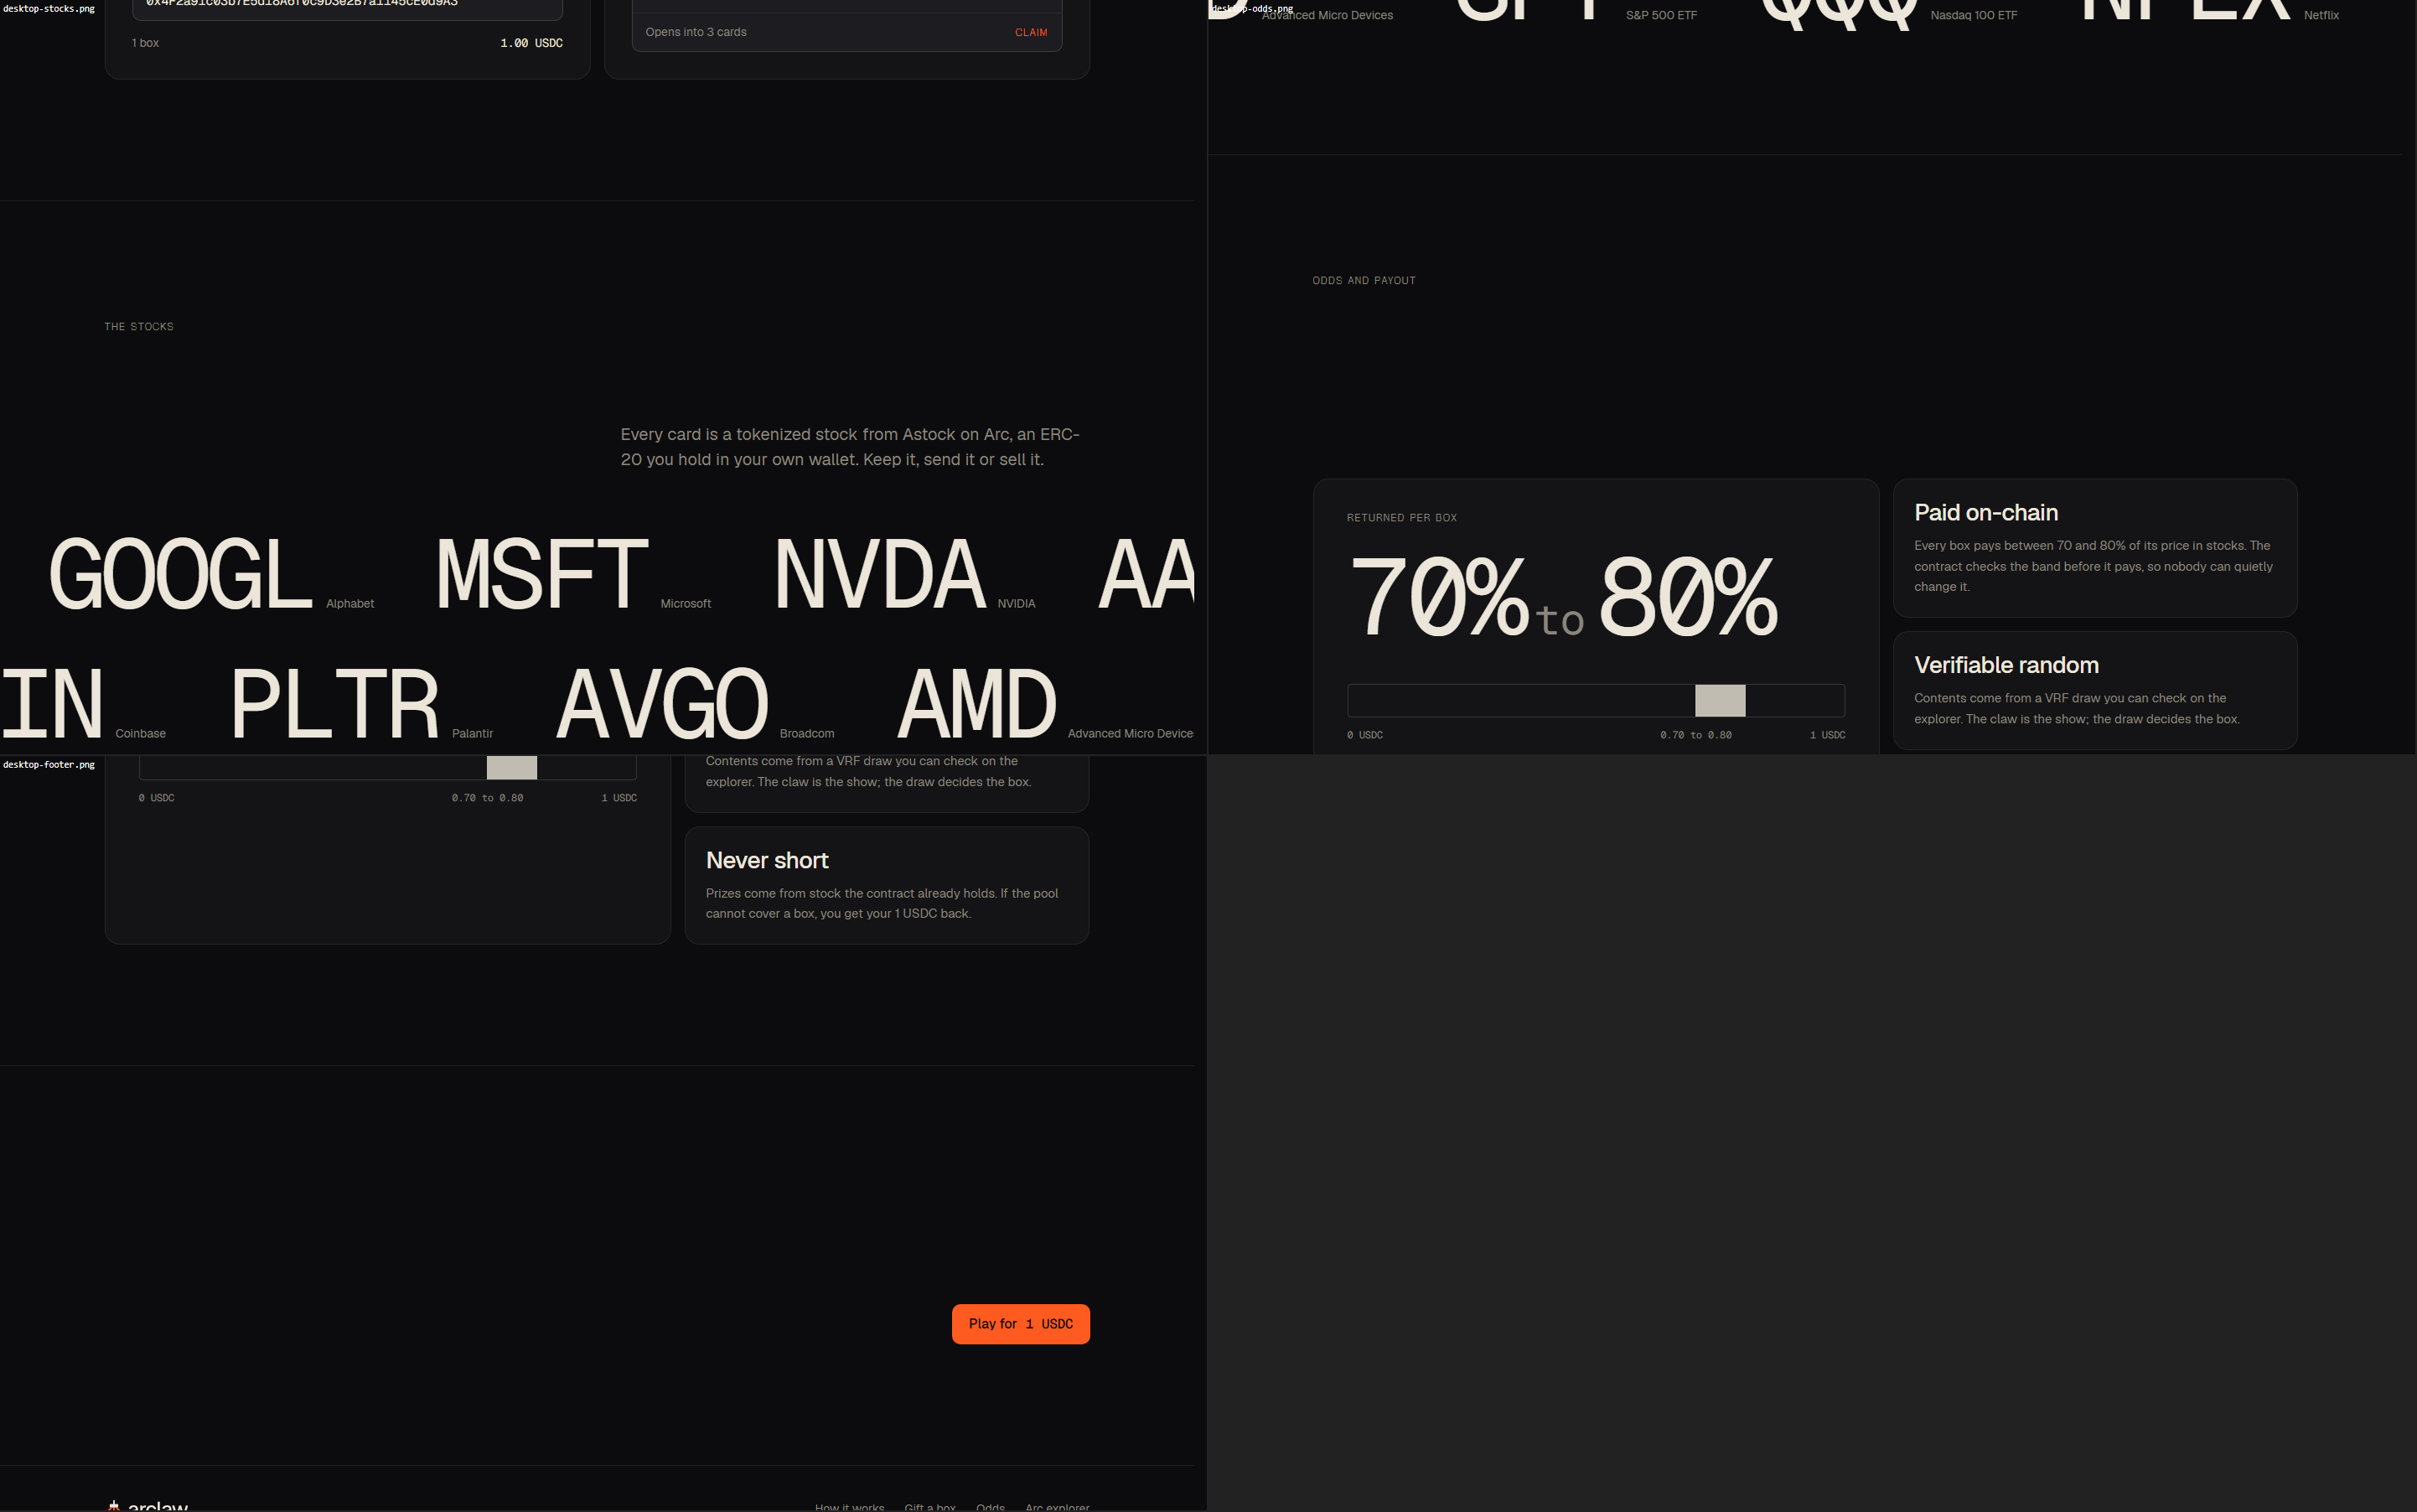 desktop-stocks.png
1 box
1.00 USDC
Opens into 3 cards
CLAIM
THE STOCKS
Every card is a tokenized stock from Astock on Arc, an ERC-
20 you hold in your own wallet. Keep it, send it or sell it.
GOOGL Alphabet MSFT Microsoft NVDA NVIDIA AA
IN Coinbase PLTR Palantir AVGO Broadcom AMD Advanced Micro Device
desktop-odds.png
Advanced Micro Devices
S&P 500 ETF
QQQ Nasdaq 100 ETF
Netflix
ODDS AND PAYOUT
RETURNED PER BOX
70% to 80%
0 USDC
0.70 to 0.80
1 USDC
Paid on-chain
Every box pays between 70 and 80% of its price in stocks. The
contract checks the band before it pays, so nobody can quietly
change it.
Verifiable random
Contents come from a VRF draw you can check on the
explorer. The claw is the show; the draw decides the box.
desktop-footer.png
0 USDC
0.70 to 0.80
1 USDC
Contents come from a VRF draw you can check on the
explorer. The claw is the show; the draw decides the box.
Never short
Prizes come from stock the contract already holds. If the pool
cannot cover a box, you get your 1 USDC back.
Play for 1 USDC
arclaw
How it works
Gift a box
Odds
Arc explorer